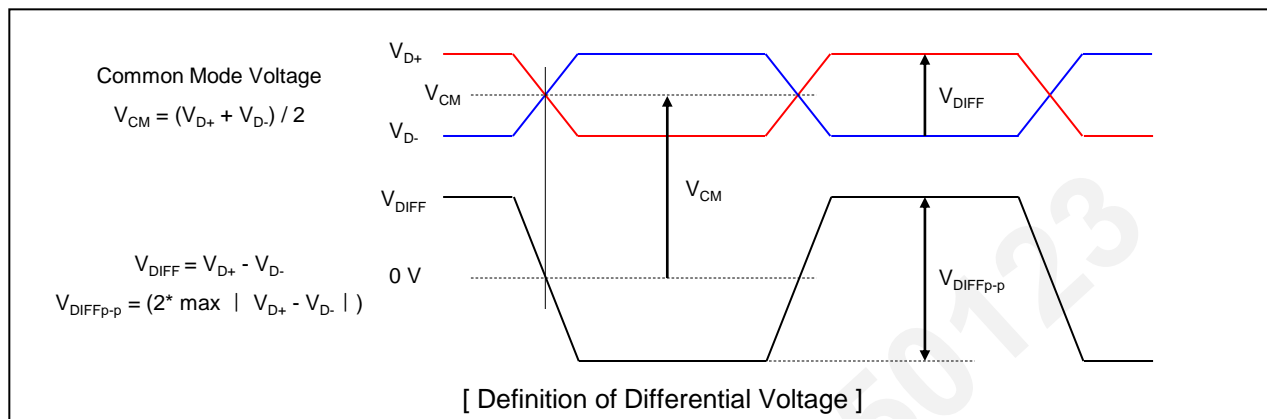 Common Mode Voltage
V_CM = (V_D+ + V_D-) / 2
V_D+
V_CM
V_D-
V_DIFF
V_CM
V_DIFF
V_DIFF = V_D+ - V_D-
V_DIFFp-p = (2* max | V_D+ - V_D- | )
0 V
V_DIFFp-p
[ Definition of Differential Voltage ]
50123